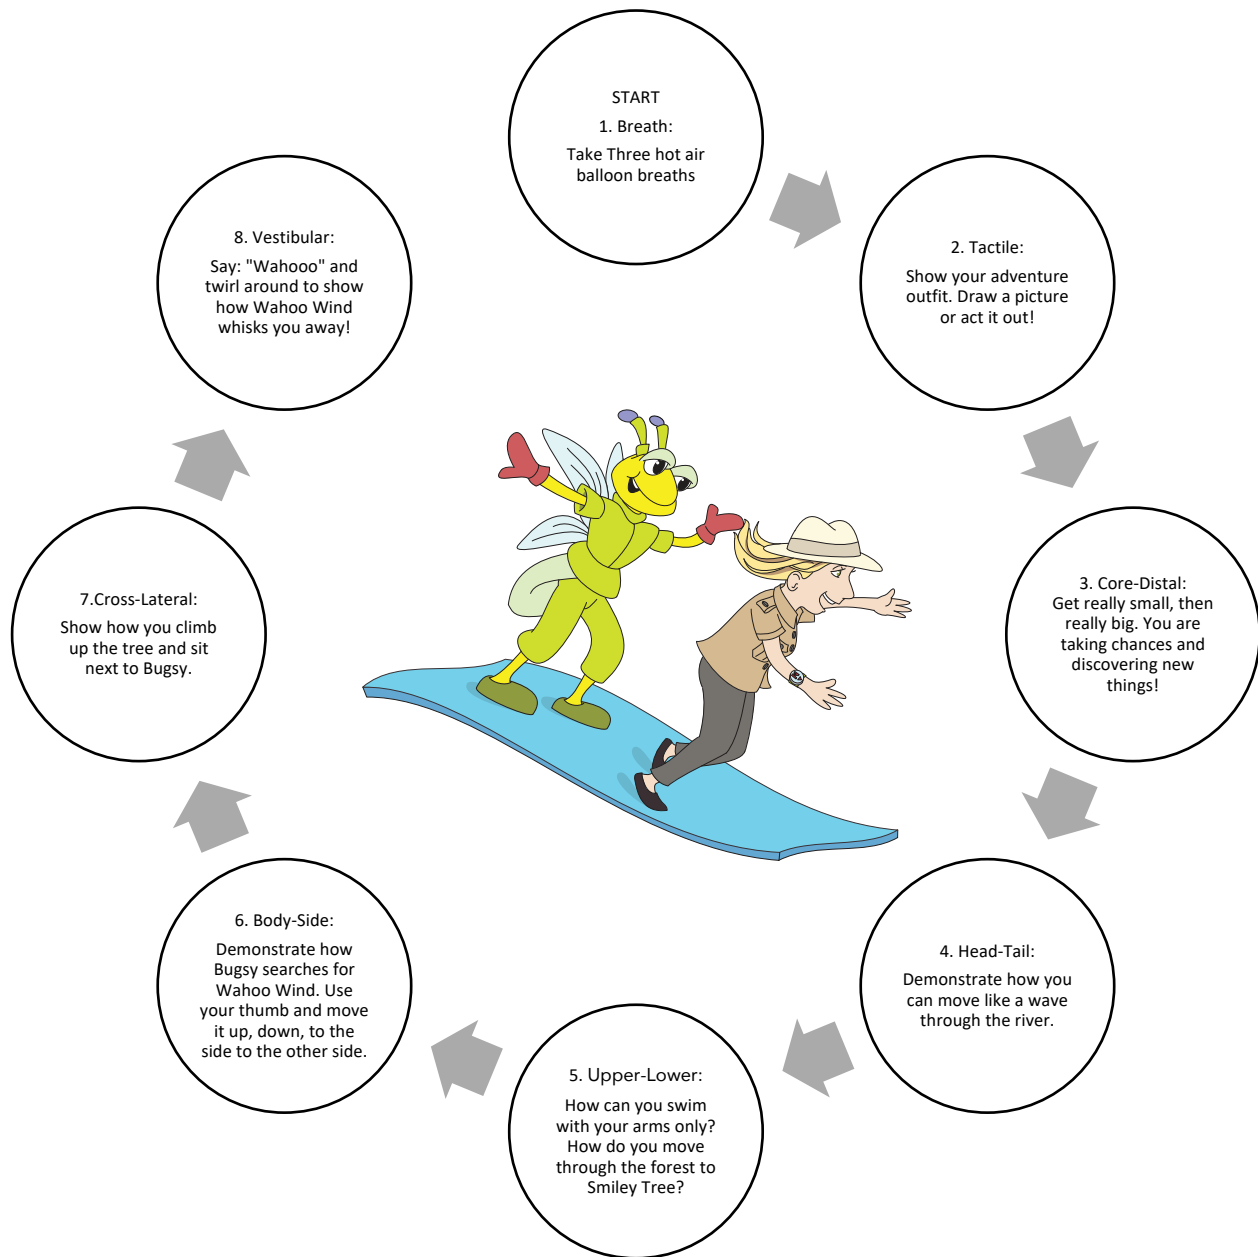 START
1. Breath:
Take Three hot air
balloon breaths
2. Tactile:
Show your adventure
outfit. Draw a picture
or act it out!
3. Core-Distal:
Get really small, then
really big. You are
taking chances and
discovering new
things!
4. Head-Tail:
Demonstrate how you
can move like a wave
through the river.
5. Upper-Lower:
How can you swim
with your arms only?
How do you move
through the forest to
Smiley Tree?
6. Body-Side:
Demonstrate how
Bugsy searches for
Wahoo Wind. Use
your thumb and move
it up, down, to the
side to the other side.
7.Cross-Lateral:
Show how you climb
up the tree and sit
next to Bugsy.
8. Vestibular:
Say: "Wahooo" and
twirl around to show
how Wahoo Wind
whisks you away!